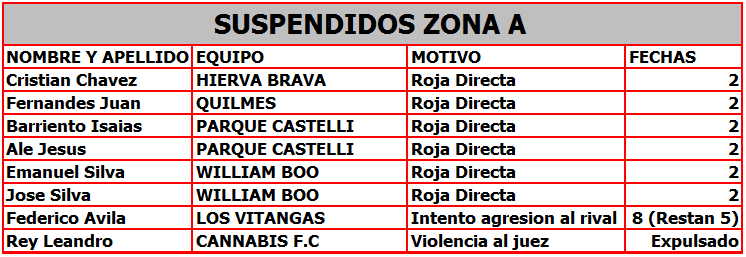 SUSPENDIDOS ZONA A
NOMBRE Y APELLIDO EQUIPO MOTIVO FECHAS
Cristian Chavez HIERVA BRAVA Roja Directa 2
Fernandes Juan QUILMES Roja Directa 2
Barriento Isaias PARQUE CASTELLI Roja Directa 2
Ale Jesus PARQUE CASTELLI Roja Directa 2
Emanuel Silva WILLIAM BOO Roja Directa 2
Jose Silva WILLIAM BOO Roja Directa 2
Federico Avila LOS VITANGAS Intento agresion al rival 8 (Restan 5)
Rey Leandro CANNABIS F.C Violencia al juez Expulsado